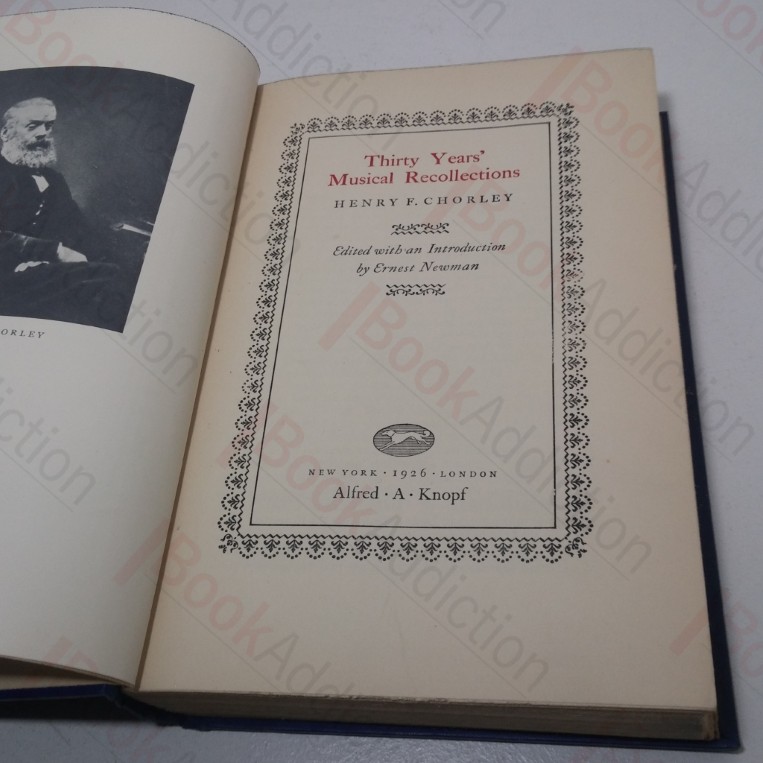 ORLEY
Thirty Years'
Musical Recollections
HENRY F. CHORLEY
Edited with an Introduction
by Ernest Newman
NEW YORK · 1926 · LONDON
Alfred · A · Knopf
BookAddiction